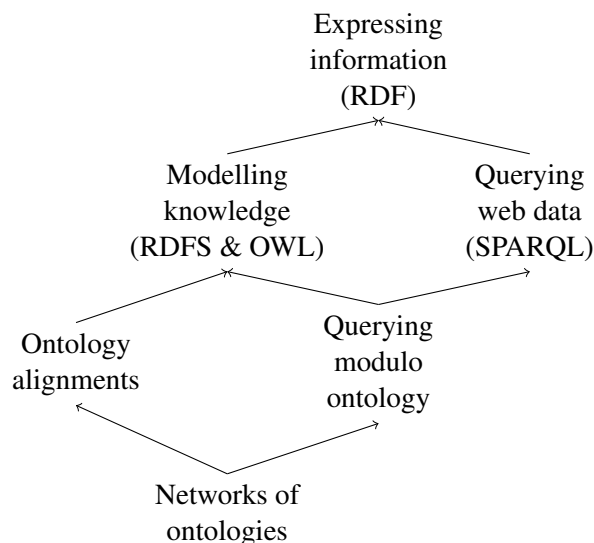 Expressing
information
(RDF)
Modelling
knowledge
(RDFS & OWL)
Querying
web data
(SPARQL)
Ontology
alignments
Querying
modulo
ontology
Networks of
ontologies